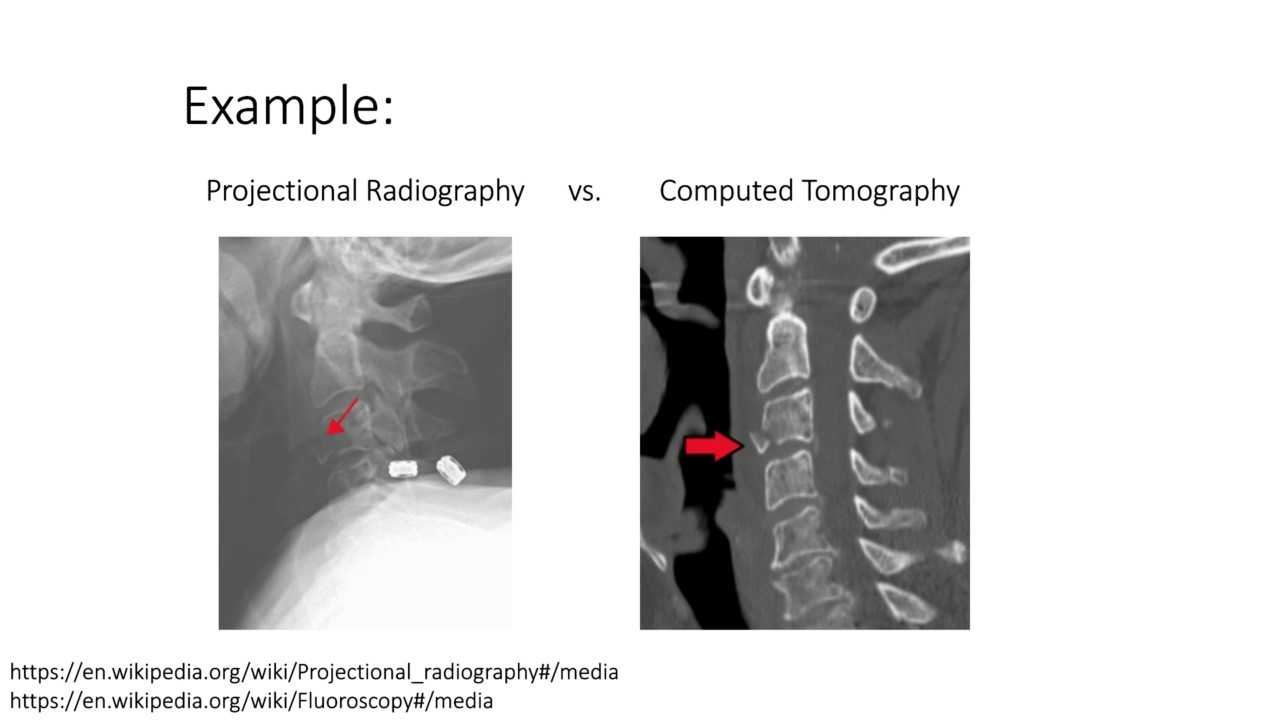 Example:
Projectional Radiography vs. Computed Tomography
https://en.wikipedia.org/wiki/Projectional_radiography#/media
https://en.wikipedia.org/wiki/Fluoroscopy#/media